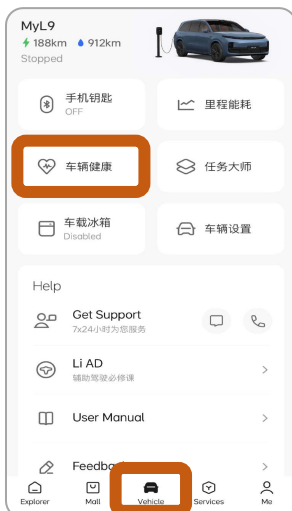 MyL9
188km 912km
Stopped
手机钥匙
OFF
里程能耗
车辆健康
任务大师
车载冰箱
Disabled
车辆设置
Help
Get Support
7x24小时为您服务
Li AD
辅助驾驶必修课
User Manual
Feedba
Explorer Mall Vehicle Services Me